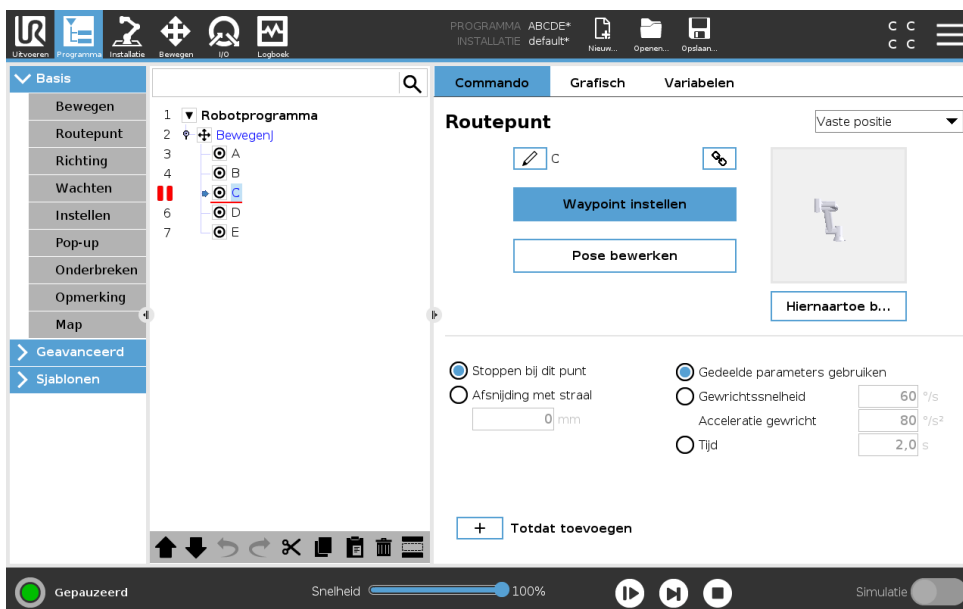 UR
PROGRAMMA ABCDE*
INSTALLATIE default*
Uitvoeren Programma Installatie Bewegen I/O Logboek
Nieuw... Openen... Opslaan...
C C
C C
Basis
Bewegen
Routepunt
Richting
Wachten
Instellen
Pop-up
Onderbreken
Opmerking
Map
Geavanceerd
Sjablonen
1 Robotprogramma
2 BewegenJ
3 A
4 B
C
6 D
7 E
Commando Grafisch Variabelen
Routepunt
Vaste positie
C
Waypoint instellen
Pose bewerken
Hiernaartoe b...
Stoppen bij dit punt
Afsnijding met straal
0 mm
Gedeelde parameters gebruiken
Gewrichtssnelheid 60 °/s
Acceleratie gewricht 80 °/s²
Tijd 2,0 s
+ Totdat toevoegen
Gepauzeerd
Snelheid 100%
Simulatie